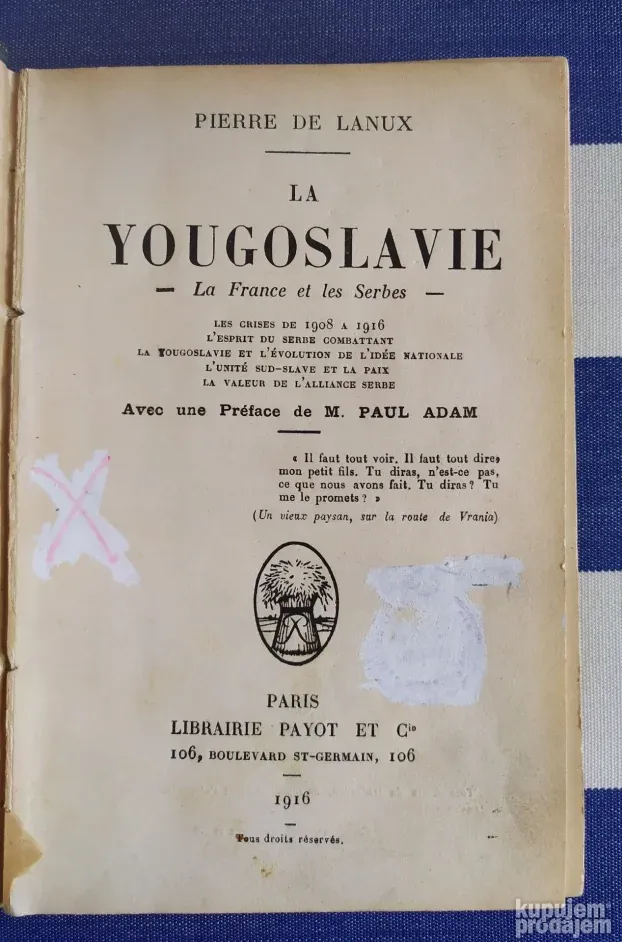 PIERRE DE LANUX
LA
YOUGOSLAVIE
— La France et les Serbes —
LES CRISES DE 1908 A 1916
L'ESPRIT DU SERBE COMBATTANT
LA YOUGOSLAVIE ET L'ÉVOLUTION DE L'IDÉE NATIONALE
L'UNITÉ SUD-SLAVE ET LA PAIX
LA VALEUR DE L'ALLIANCE SERBE
Avec une Préface de M. PAUL ADAM
« Il faut tout voir. Il faut tout dire,
mon petit fils. Tu diras, n'est-ce pas,
ce que nous avons fait. Tu diras? Tu
me le promets? »
(Un vieux paysan, sur la route de Vrania)
PARIS
LIBRAIRIE PAYOT ET Cie
106, BOULEVARD ST-GERMAIN, 106
1916
Tous droits réservés.
kupujem
prodajem